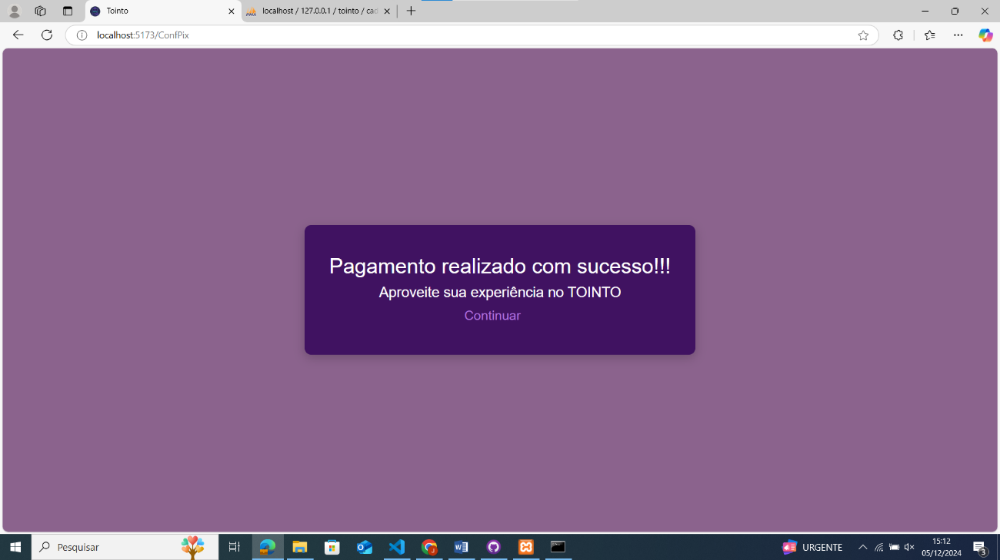 Tointo
localhost / 127.0.0.1 / tointo / cad
localhost:5173/ConfPix
Pagamento realizado com sucesso!!!
Aproveite sua experiência no TOINTO
Continuar
Pesquisar
URGENTE
15:12
05/12/2024
3